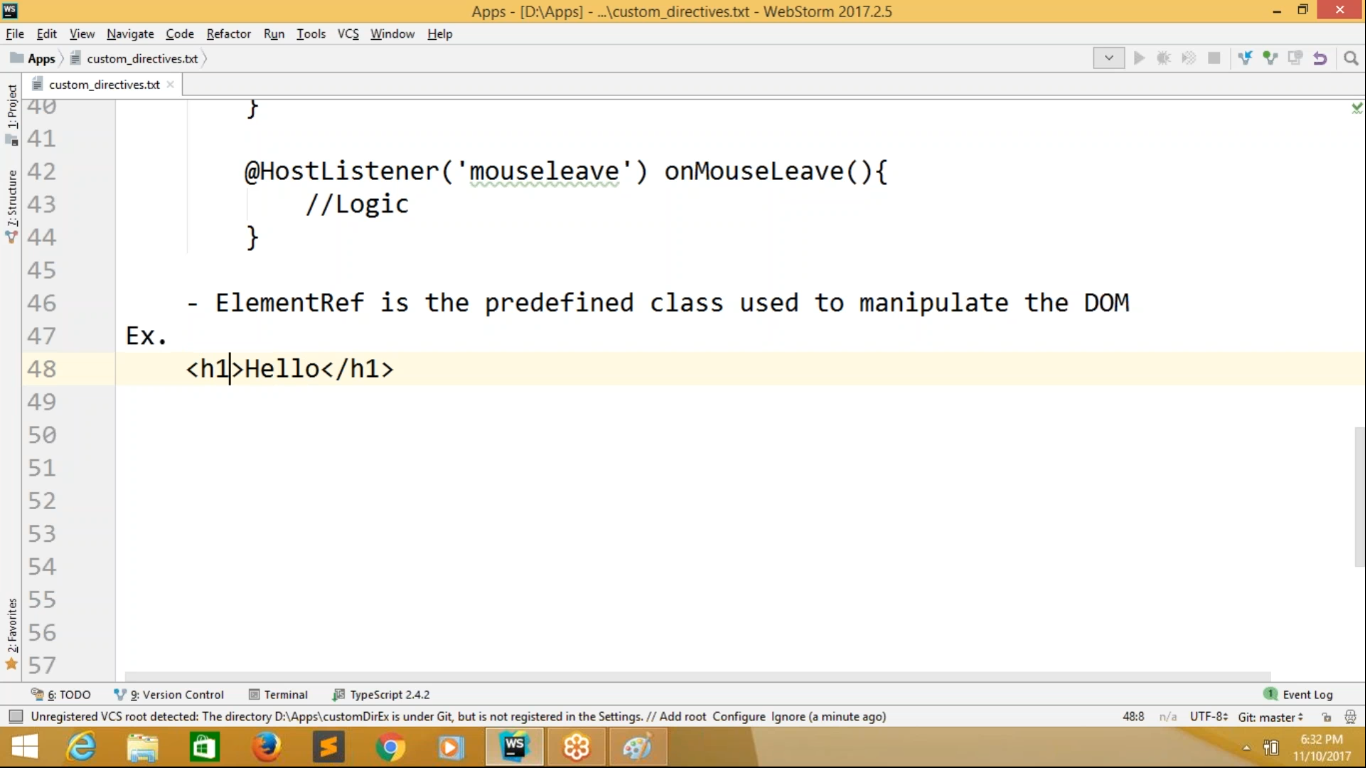 WS
Apps - [D:\Apps] - ...\custom_directives.txt - WebStorm 2017.2.5
File Edit View Navigate Code Refactor Run Tools VCS Window Help
Apps custom_directives.txt
custom_directives.txt
1: Project
7: Structure
2: Favorites
40 }
41
42 @HostListener('mouseleave') onMouseLeave(){
43 //Logic
44 }
45
46 - ElementRef is the predefined class used to manipulate the DOM
47 Ex.
48 <h1>Hello</h1>
49
50
51
52
53
54
55
56
57
6: TODO 9: Version Control Terminal TypeScript 2.4.2 1 Event Log
Unregistered VCS root detected: The directory D:\Apps\customDirEx is under Git, but is not registered in the Settings. // Add root Configure Ignore (a minute ago) 48:8 n/a UTF-8 Git: master
WS
6:32 PM
11/10/2017